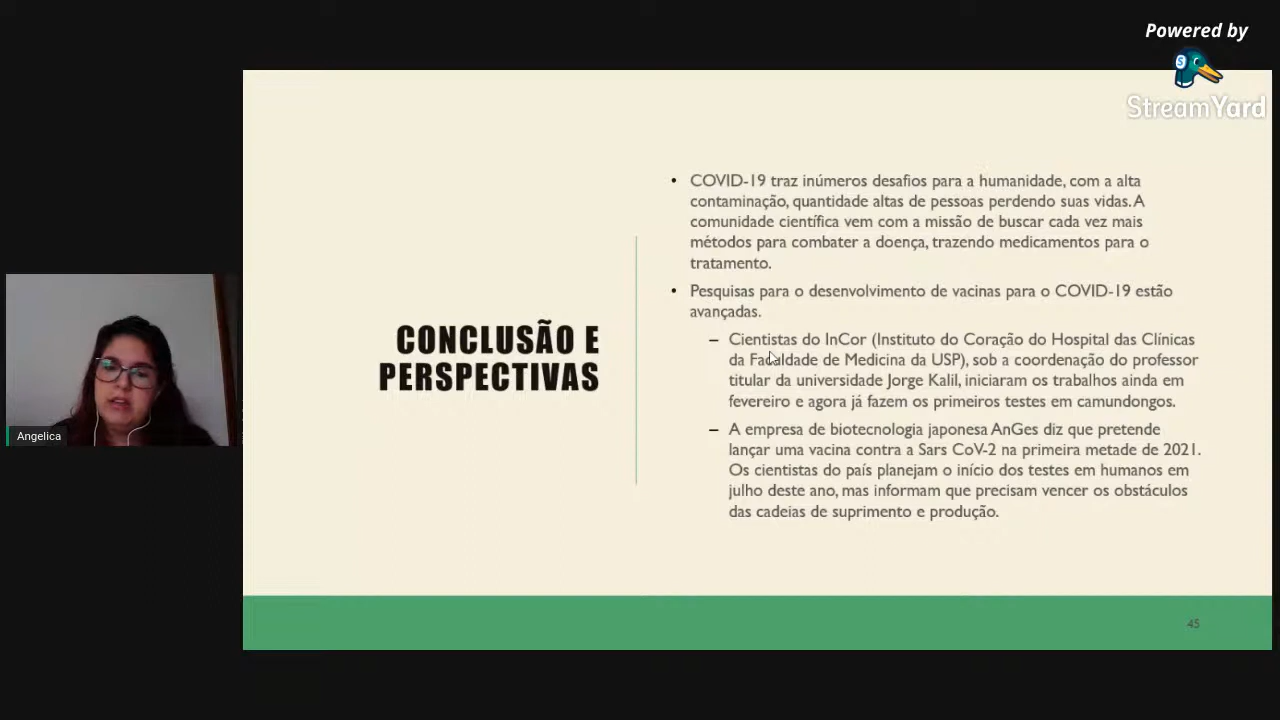 Powered by
StreamYard
COVID-19 traz inúmeros desafios para a humanidade, com a alta
contaminação, quantidade altas de pessoas perdendo suas vidas. A
comunidade científica vem com a missão de buscar cada vez mais
métodos para combater a doença, trazendo medicamentos para o
tratamento.
Pesquisas para o desenvolvimento de vacinas para o COVID-19 estão
avançadas.
– Cientistas do InCor (Instituto do Coração do Hospital das Clínicas
da Faculdade de Medicina da USP), sob a coordenação do professor
titular da universidade Jorge Kalil, iniciaram os trabalhos ainda em
fevereiro e agora já fazem os primeiros testes em camundongos.
– A empresa de biotecnologia japonesa AnGes diz que pretende
lançar uma vacina contra a Sars CoV-2 na primeira metade de 2021.
Os cientistas do país planejam o início dos testes em humanos em
julho deste ano, mas informam que precisam vencer os obstáculos
das cadeias de suprimento e produção.
CONCLUSÃO E
PERSPECTIVAS
Angelica
45